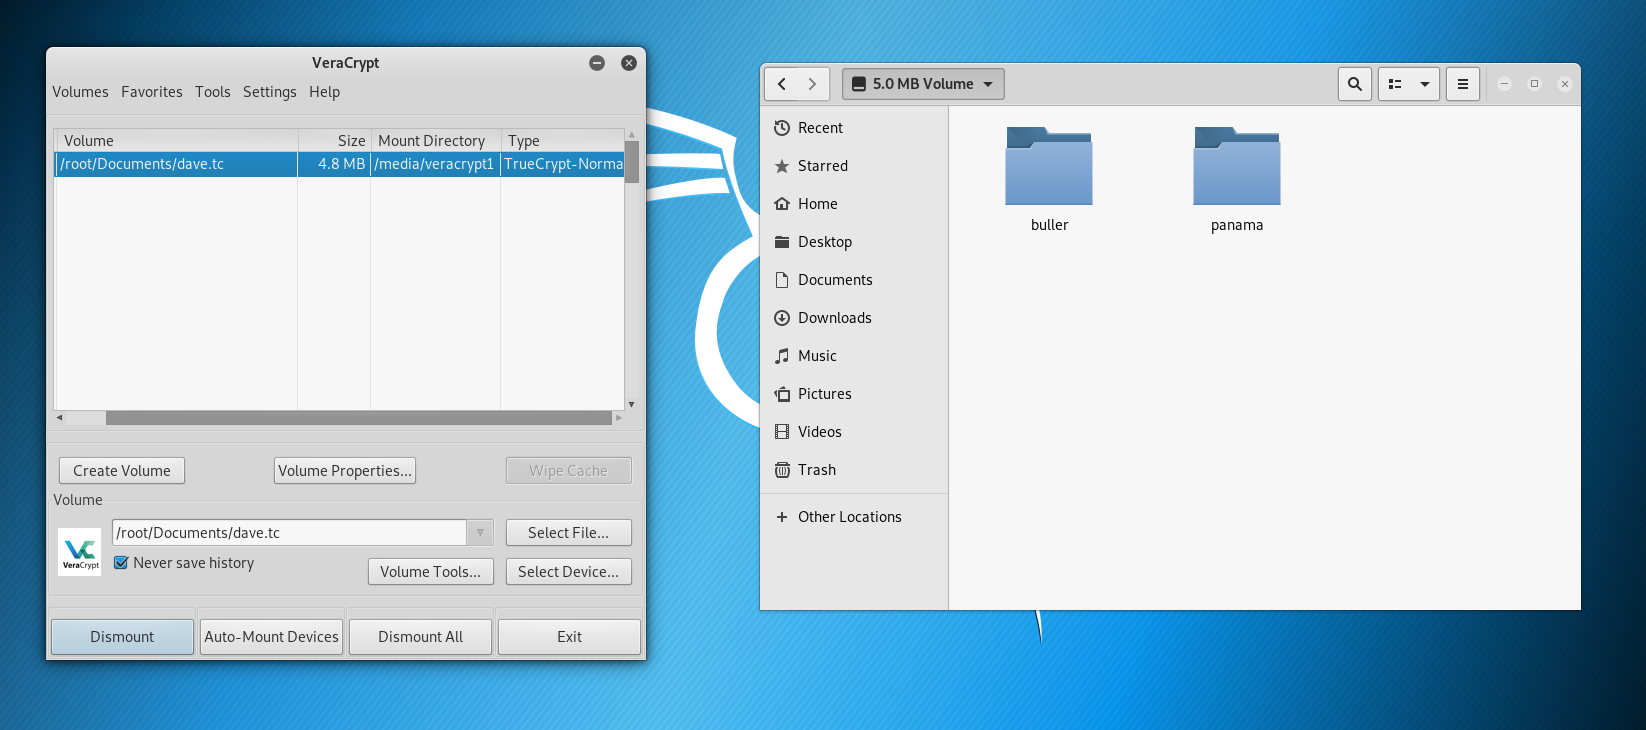 VeraCrypt
Volumes Favorites Tools Settings Help
Volume Size Mount Directory Type
/root/Documents/dave.tc 4.8 MB /media/veracrypt1 TrueCrypt-Norma
Create Volume Volume Properties... Wipe Cache
Volume
/root/Documents/dave.tc Select File...
VeraCrypt
Never save history
Volume Tools... Select Device...
Dismount Auto-Mount Devices Dismount All Exit
5.0 MB Volume
Recent
Starred
Home
Desktop
Documents
Downloads
Music
Pictures
Videos
Trash
Other Locations
buller panama